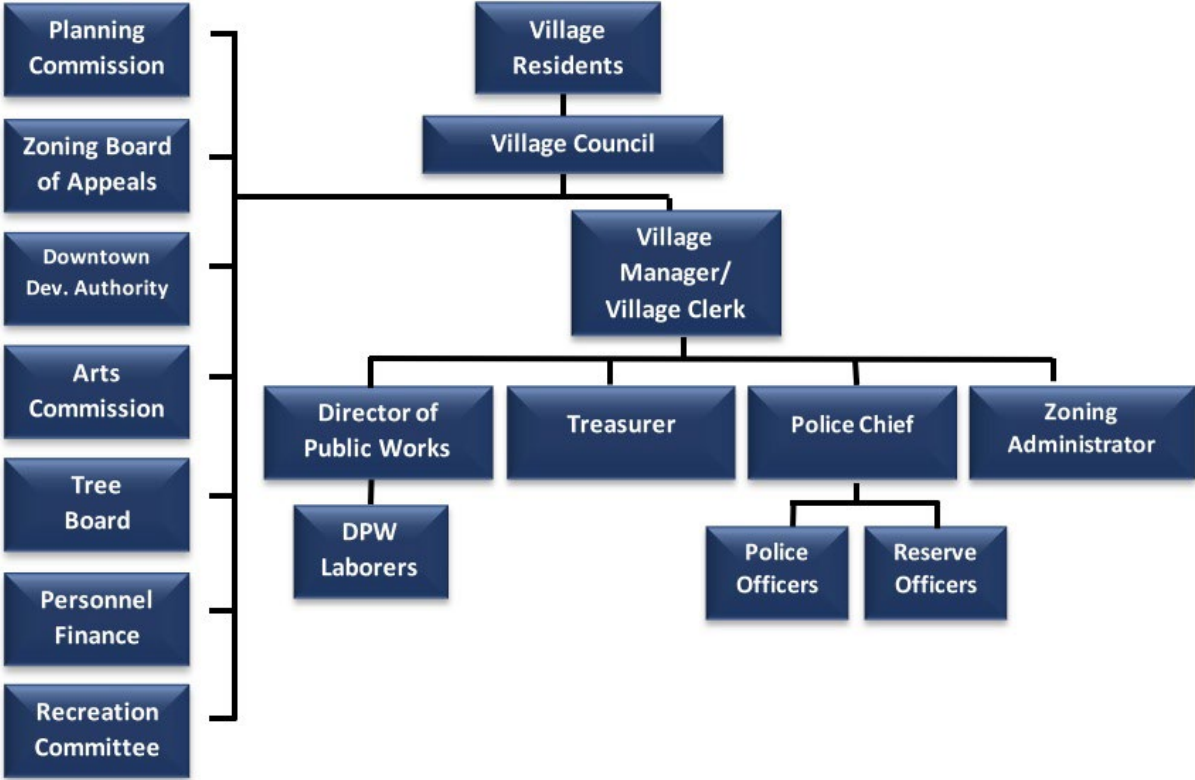 Planning
Commission
Zoning Board
of Appeals
Downtown
Dev. Authority
Arts
Commission
Tree
Board
Personnel
Finance
Recreation
Committee
Village
Residents
Village Council
Village
Manager/
Village Clerk
Director of
Public Works
Treasurer
Police Chief
Zoning
Administrator
DPW
Laborers
Police
Officers
Reserve
Officers